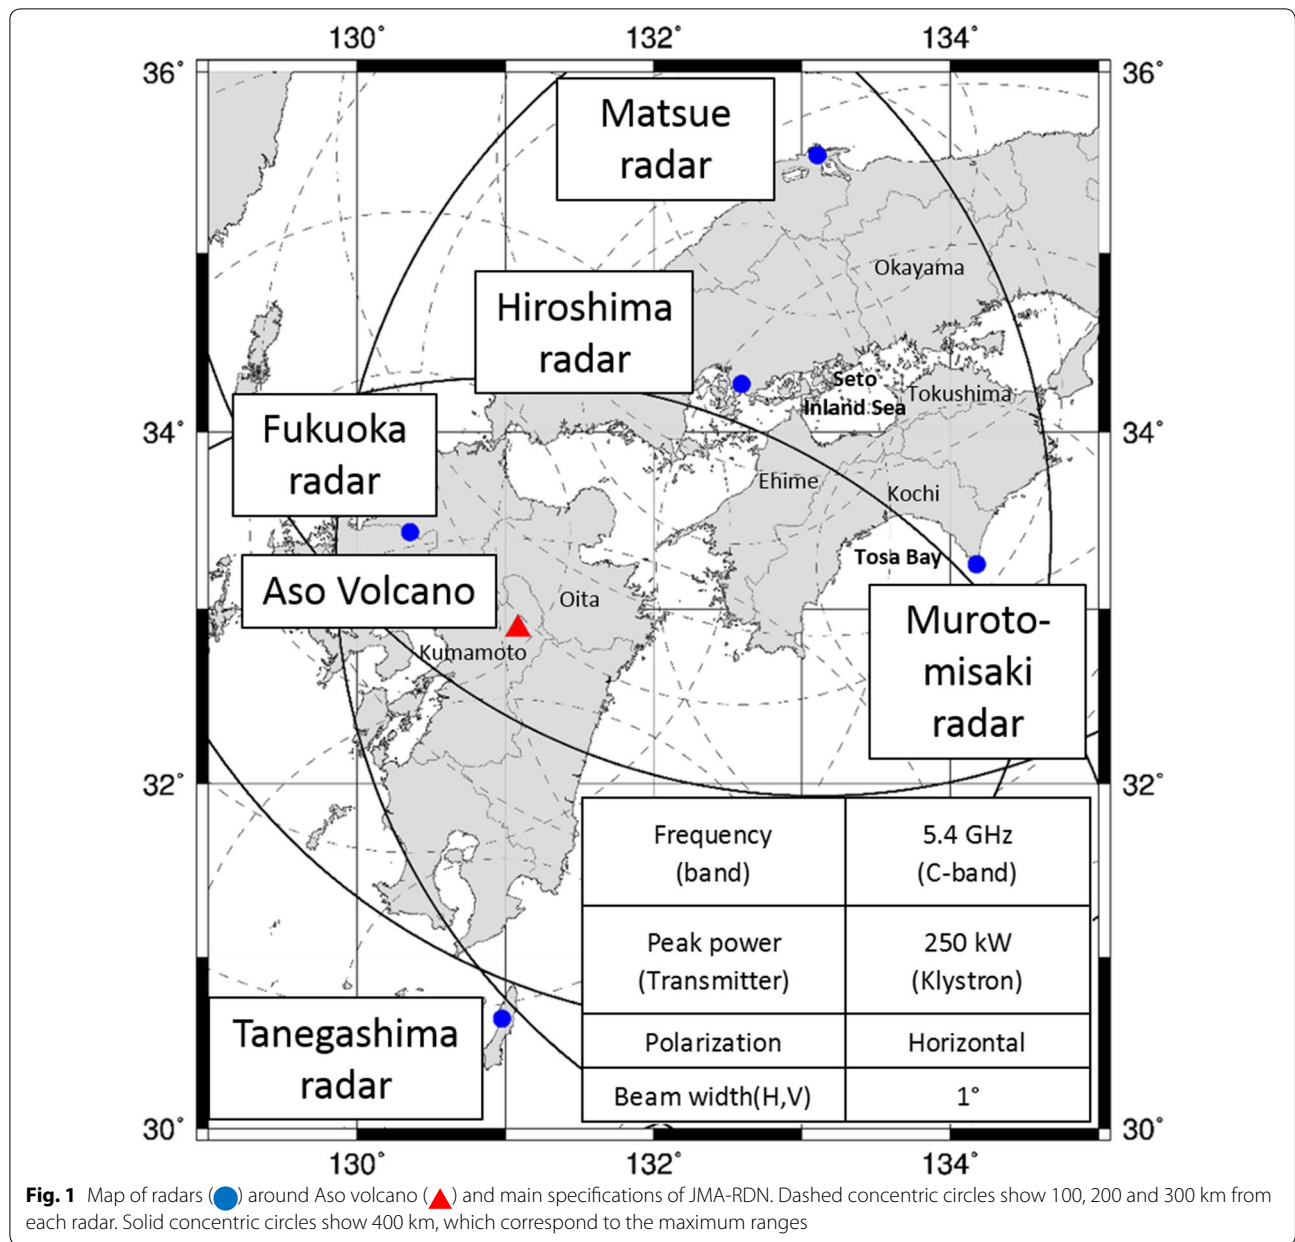 130° 132° 134°
36° 36°
Matsue
radar
Okayama
Hiroshima
radar
Seto
Inland Sea
Tokushima
34° 34°
Fukuoka
radar
Ehime
Kochi
Tosa Bay
Aso Volcano
Oita
Kumamoto
Muroto-
misaki
radar
32° 32°
Frequency
(band)
5.4 GHz
(C-band)
Peak power
(Transmitter)
250 kW
(Klystron)
Polarization
Horizontal
Beam width(H,V)
1°
Tanegashima
radar
30° 30°
130° 132° 134°
Fig. 1 Map of radars ( ) around Aso volcano ( ) and main specifications of JMA-RDN. Dashed concentric circles show 100, 200 and 300 km from
each radar. Solid concentric circles show 400 km, which correspond to the maximum ranges